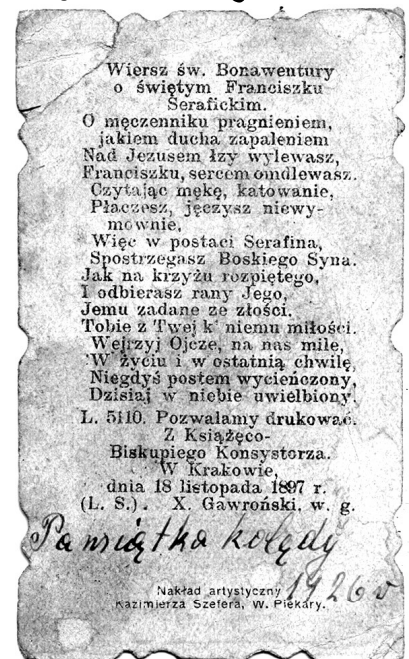 Wiersz św. Bonawentury
o świętym Franciszku
Serafickim.
O męczenniku pragnieniem,
jakiem ducha zapaleniem
Nad Jezusem łzy wylewasz,
Franciszku, sercem omdlewasz.
Czytając mękę, katowanie,
Płaczesz, jęczysz niewy-
mownie,
Więc w postaci Serafina,
Spostrzegasz Boskiego Syna.
Jak na krzyżu rozpiętego,
I odbierasz rany Jego,
Jemu zadane ze złości.
Tobie z Twej k' niemu miłości.
Wejrzyj Ojcze, na nas mile,
W życiu i w ostatnią chwilę,
Niegdyś postem wycieńczony,
Dzisiaj w niebie uwielbiony.
L. 5110. Pozwalamy drukować.
Z Książęco-
Biskupiego Konsystorza.
W Krakowie,
dnia 18 listopada 1897 r.
(L. S.). X. Gawroński. w. g.
Pamiątka kolędy
1926 r
Nakład artystyczny
Kazimierza Szefera, W. Piekary.